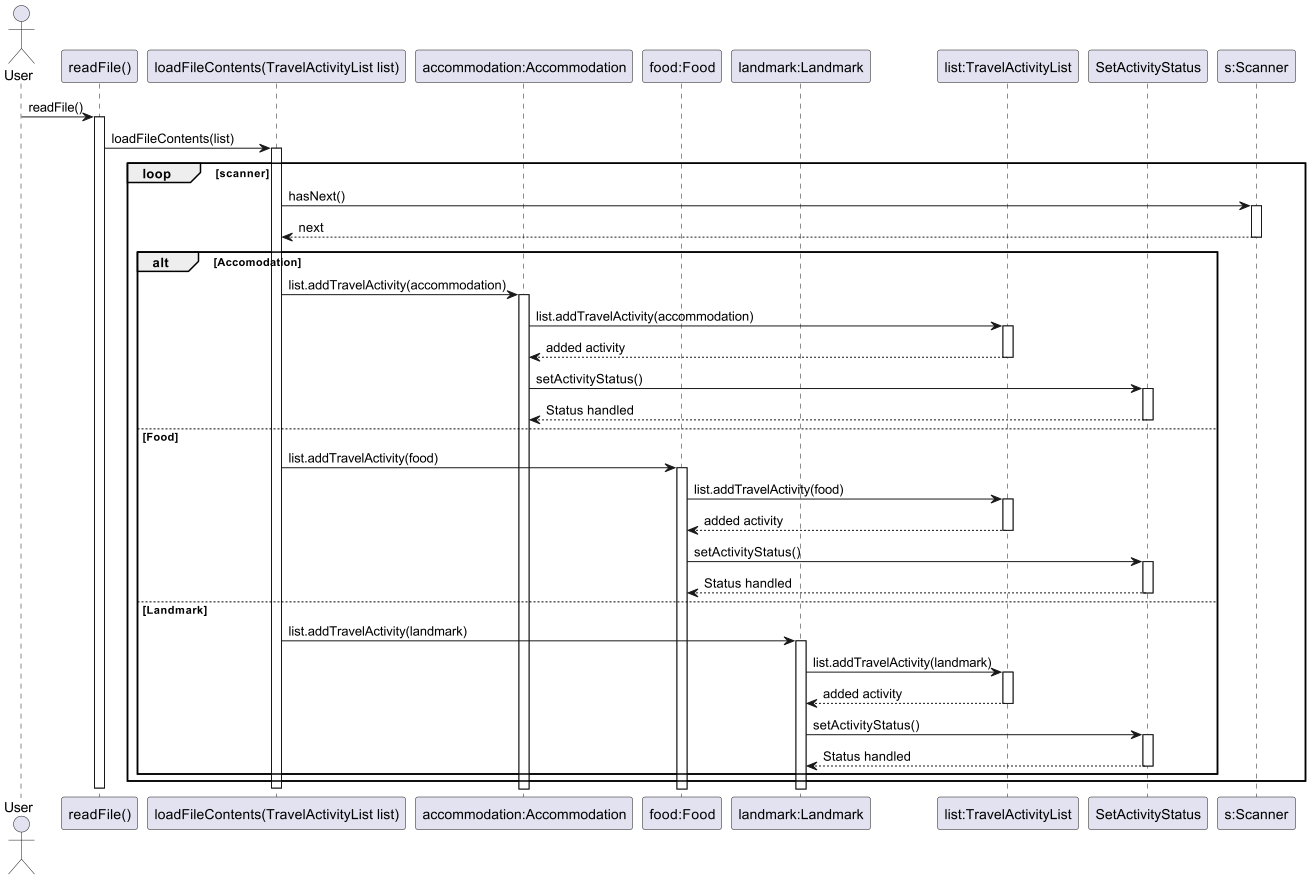 User
readFile()
loadFileContents(TravelActivityList list)
accommodation:Accommodation
food:Food
landmark:Landmark
list:TravelActivityList
SetActivityStatus
s:Scanner
readFile()
loadFileContents(list)
loop [scanner]
hasNext()
next
alt [Accomodation]
list.addTravelActivity(accommodation)
list.addTravelActivity(accommodation)
added activity
setActivityStatus()
Status handled
[Food]
list.addTravelActivity(food)
list.addTravelActivity(food)
added activity
setActivityStatus()
Status handled
[Landmark]
list.addTravelActivity(landmark)
list.addTravelActivity(landmark)
added activity
setActivityStatus()
Status handled
User
readFile()
loadFileContents(TravelActivityList list)
accommodation:Accommodation
food:Food
landmark:Landmark
list:TravelActivityList
SetActivityStatus
s:Scanner